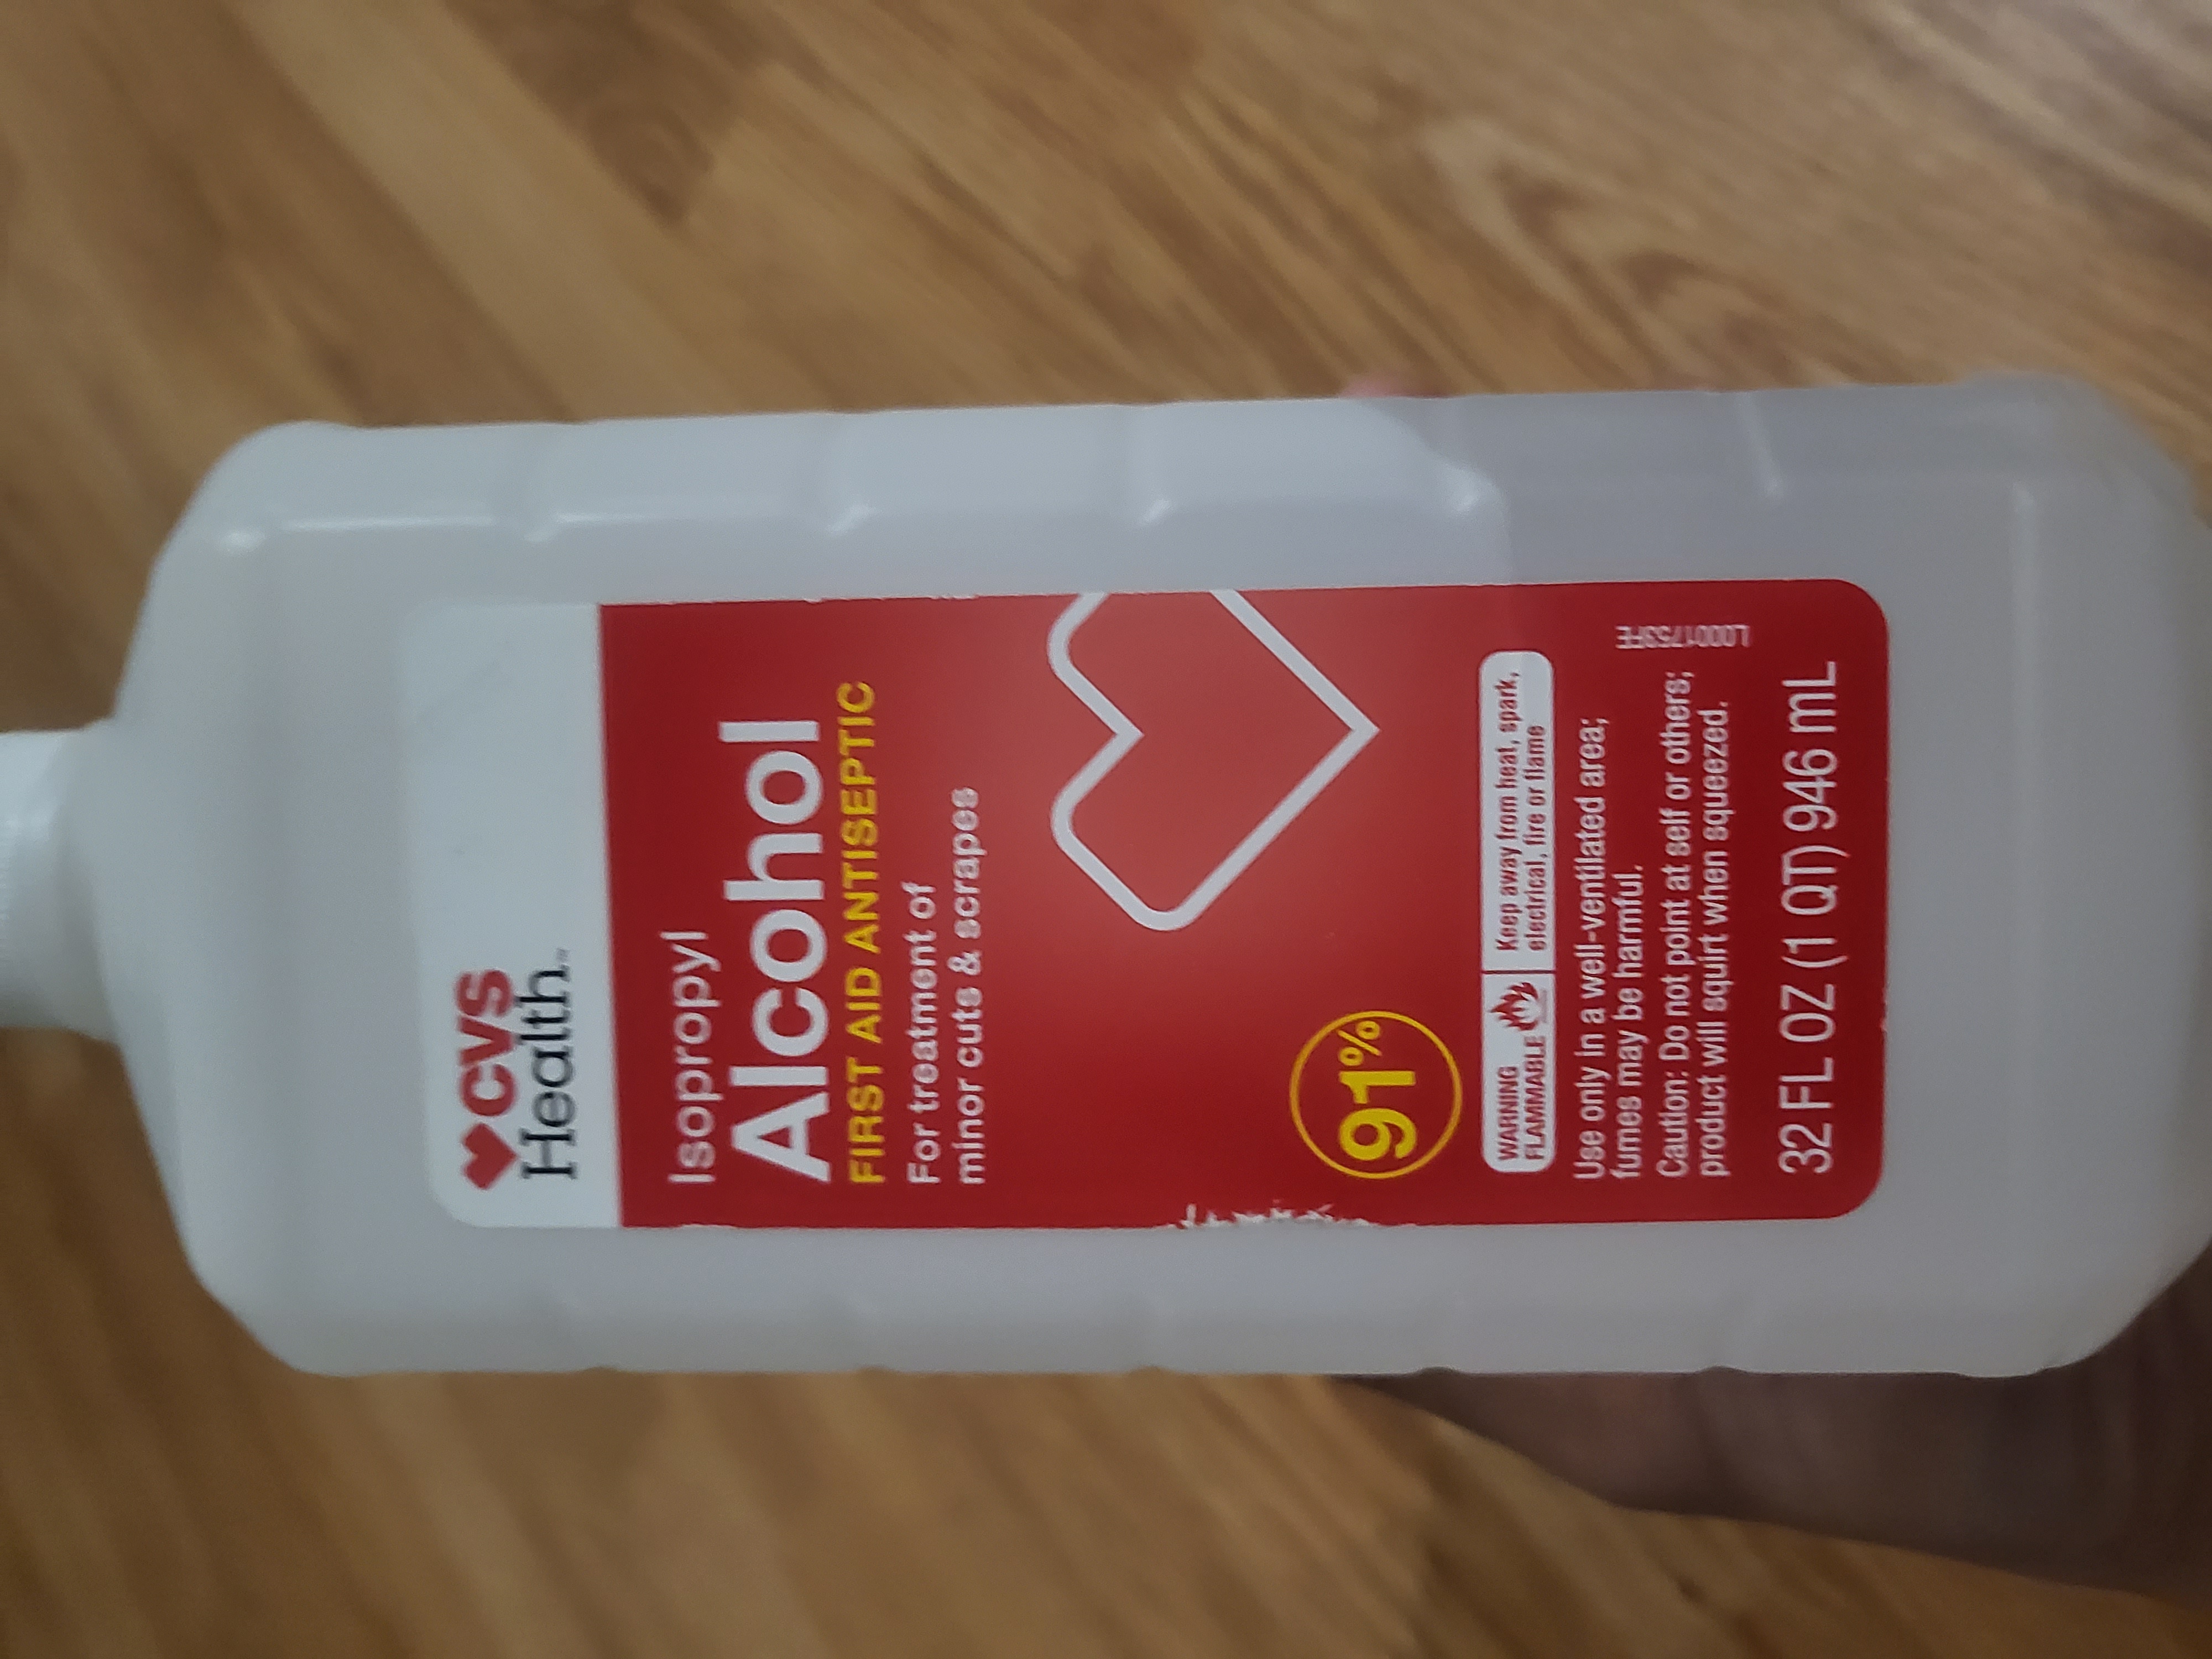 CVS
Health™
Isopropyl
Alcohol
FIRST AID ANTISEPTIC
For treatment of
minor cuts & scrapes
91%
WARNING
FLAMMABLE
Keep away from heat, spark,
electrical, fire or flame
Use only in a well-ventilated area;
fumes may be harmful.
Caution: Do not point at self or others;
product will squirt when squeezed.
L0001753FE
32 FL OZ (1 QT) 946 mL